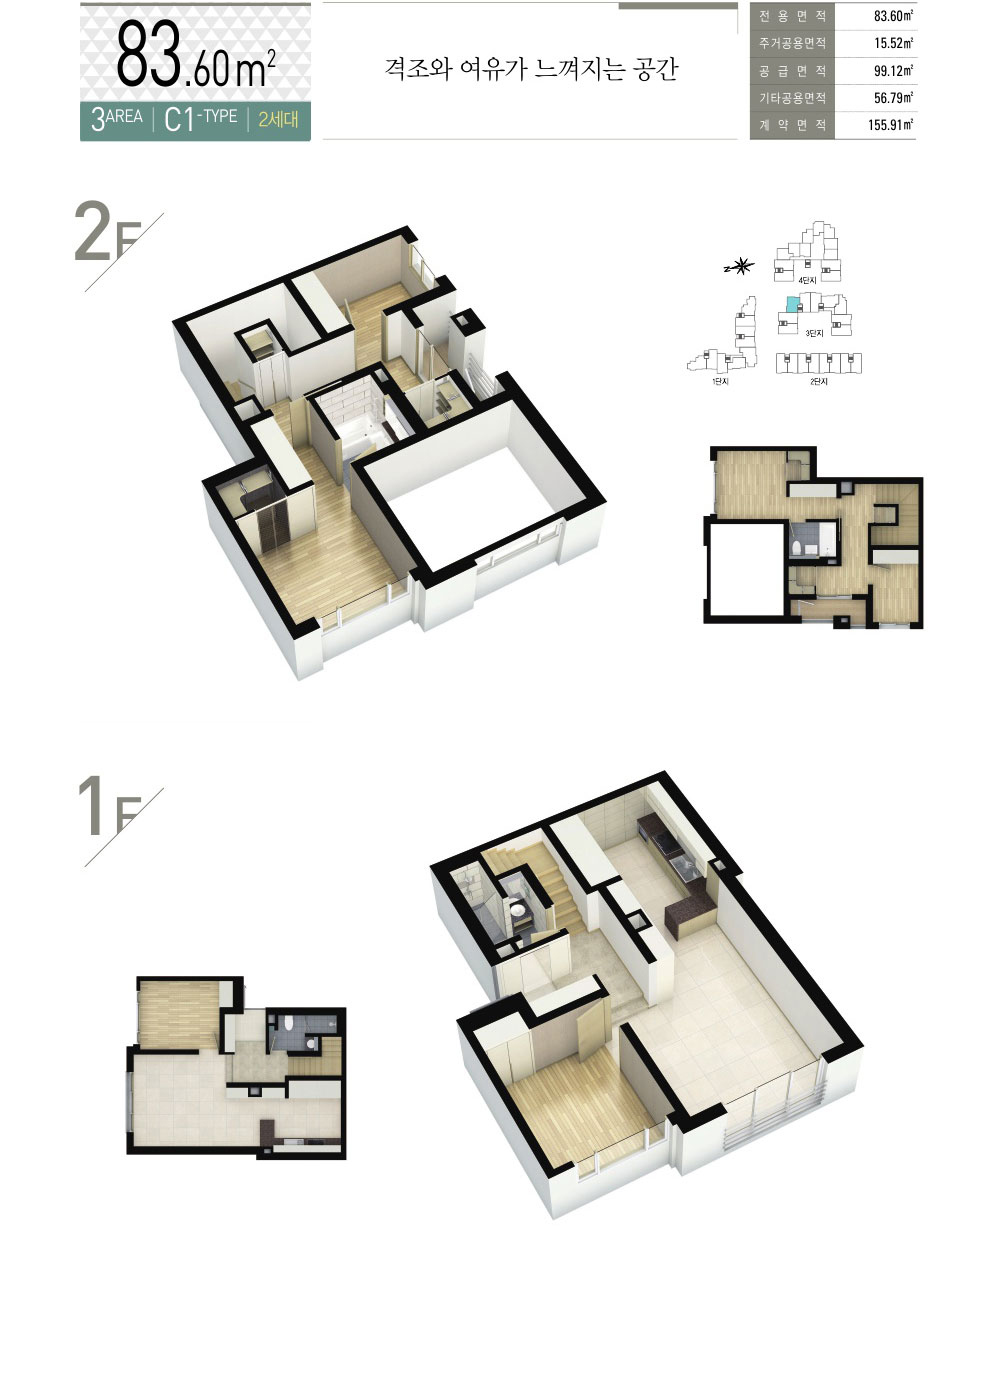 83.60m²
3AREA | C1-TYPE | 2세대
격조와 여유가 느껴지는 공간
전용면적 83.60㎡
주거공용면적 15.52㎡
공급면적 99.12㎡
기타공용면적 56.79㎡
계약면적 155.91㎡
2F
N
4단지
3단지
1단지
2단지
1F